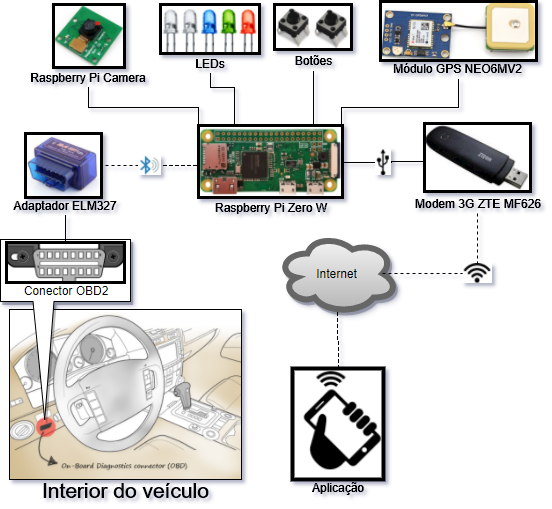 Raspberry Pi Camera
LEDs
Botões
Módulo GPS NEO6MV2
Adaptador ELM327
Raspberry Pi Zero W
Modem 3G ZTE MF626
Conector OBD2
Internet
On-Board Diagnostics connector (OBD)
Interior do veículo
Aplicação